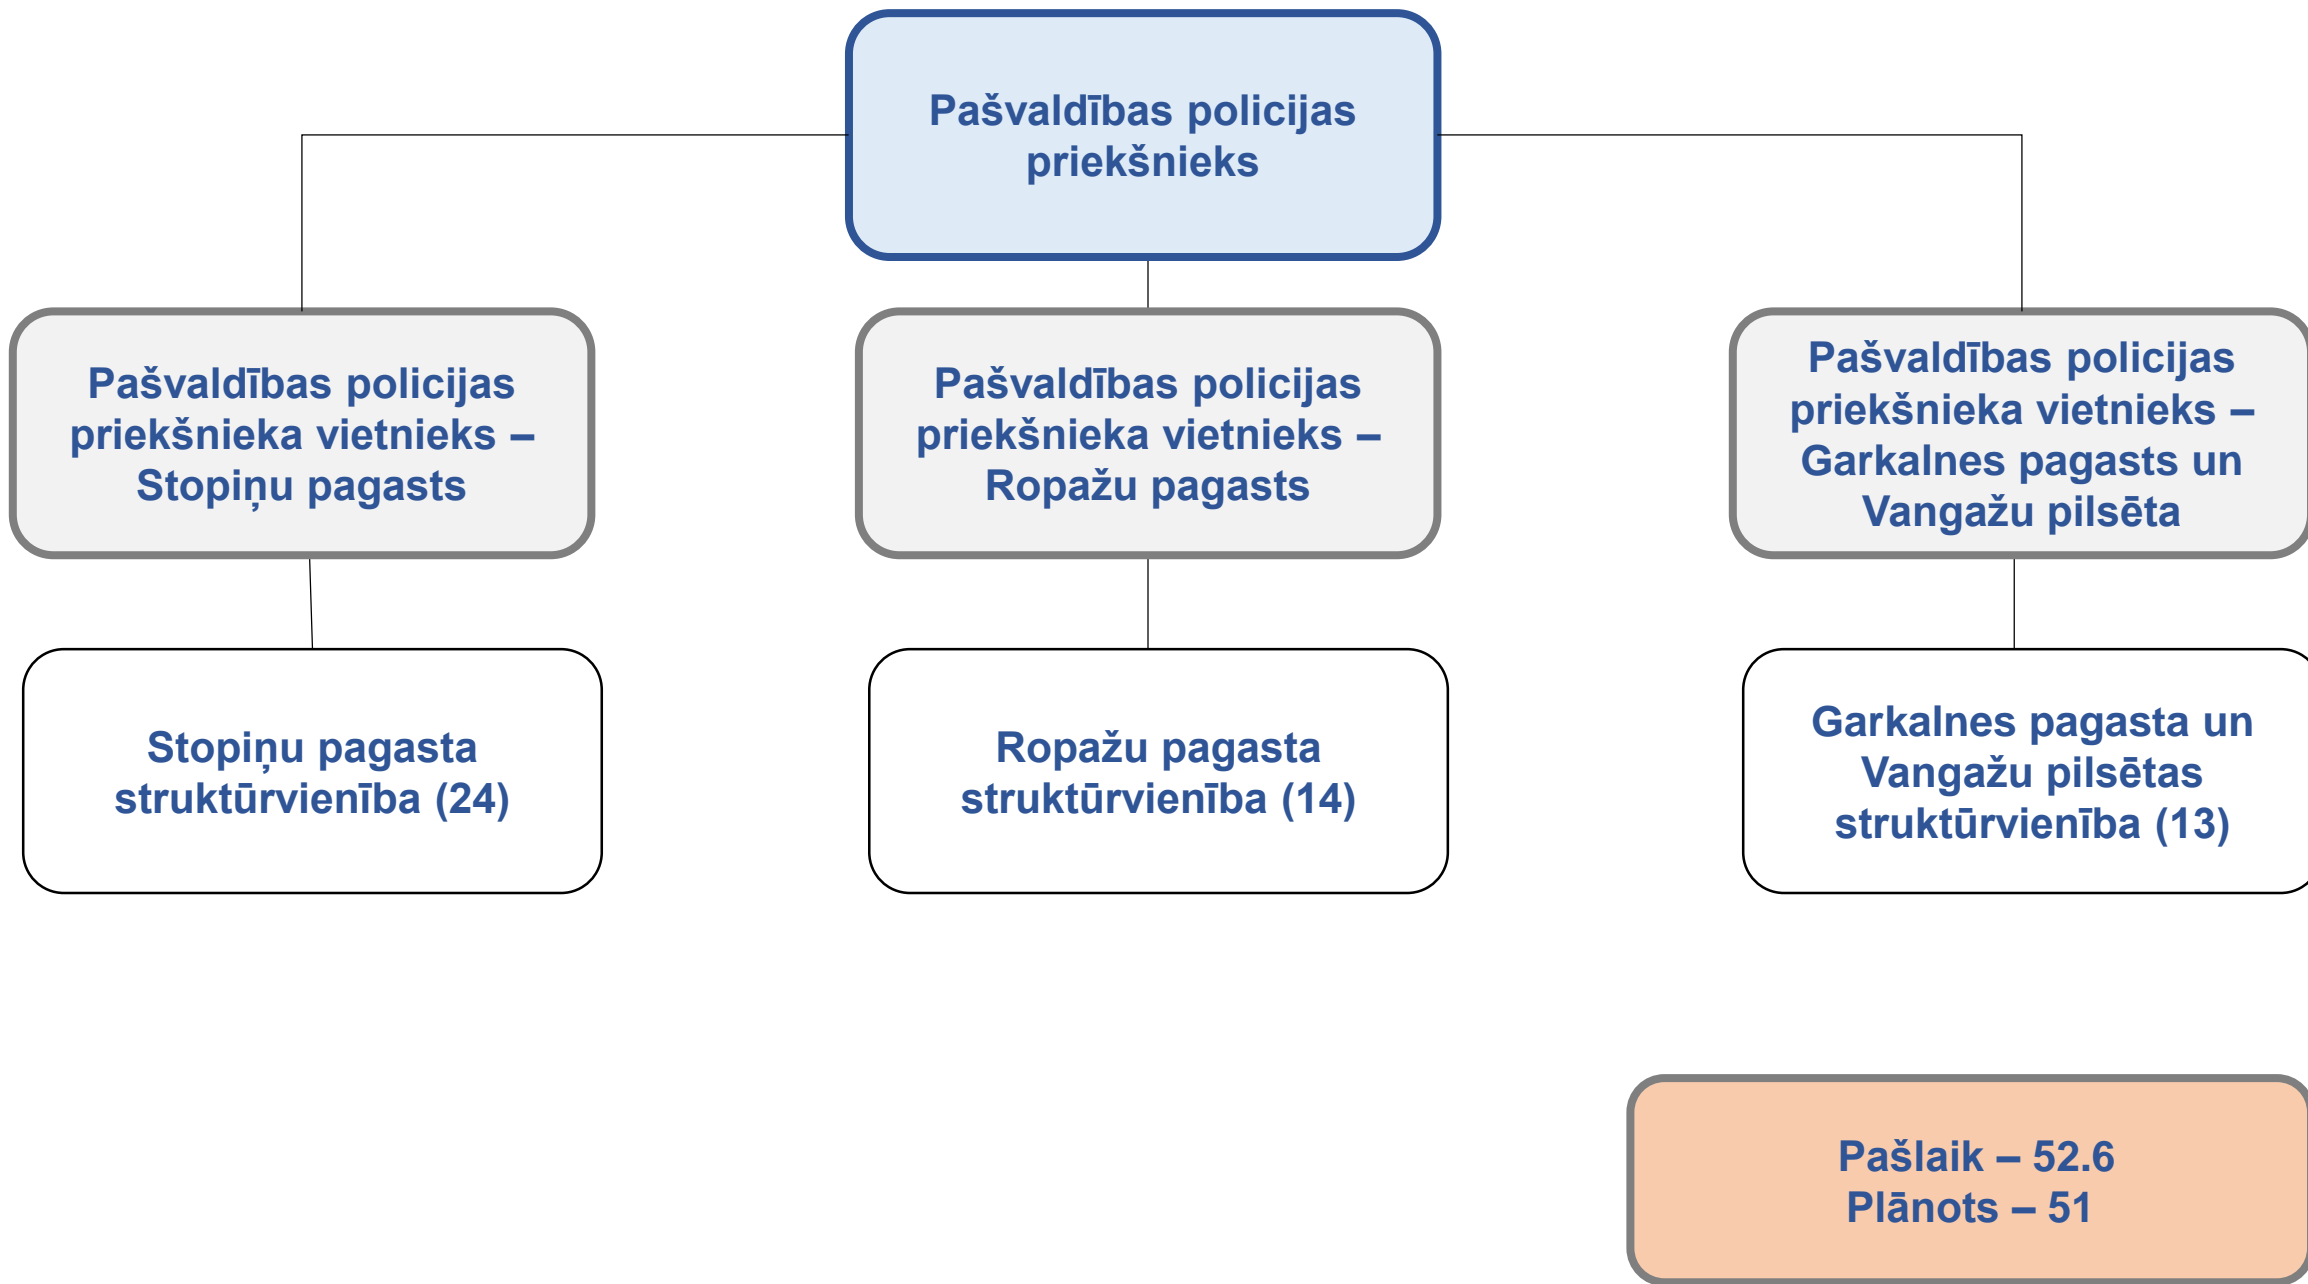 Pašvaldības policijas
priekšnieks
Pašvaldības policijas
priekšnieka vietnieks –
Stopiņu pagasts
Pašvaldības policijas
priekšnieka vietnieks –
Ropažu pagasts
Pašvaldības policijas
priekšnieka vietnieks –
Garkalnes pagasts un
Vangažu pilsēta
Stopiņu pagasta
struktūrvienība (24)
Ropažu pagasta
struktūrvienība (14)
Garkalnes pagasta un
Vangažu pilsētas
struktūrvienība (13)
Pašlaik – 52.6
Plānots – 51